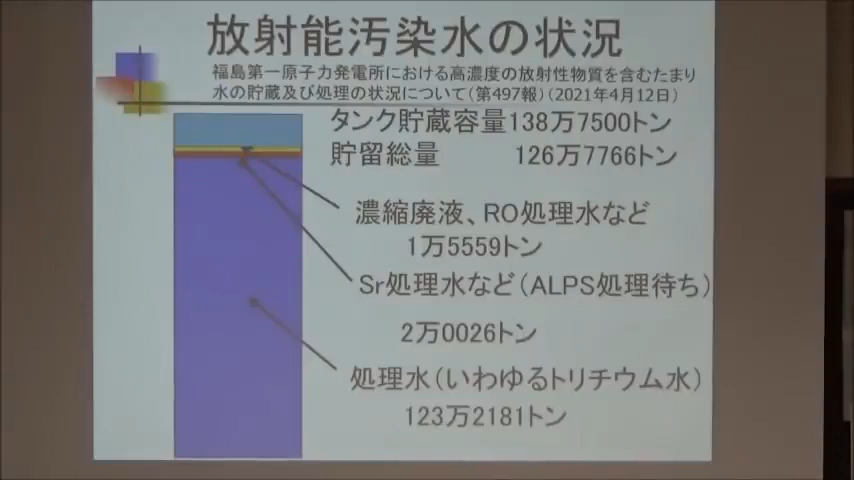 放射能汚染水の状況
福島第一原子力発電所における高濃度の放射性物質を含むたまり
水の貯蔵及び処理の状況について(第497報)(2021年4月12日)
タンク貯蔵容量138万7500トン
貯留総量 126万7766トン
濃縮廃液、RO処理水など
1万5559トン
Sr処理水など(ALPS処理待ち)
2万0026トン
処理水(いわゆるトリチウム水)
123万2181トン